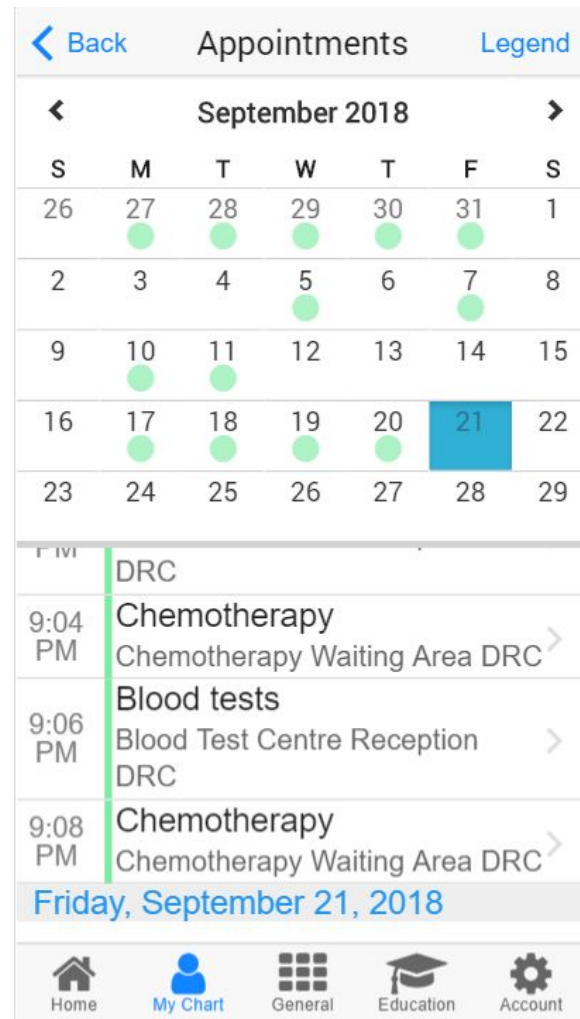 Back Appointments Legend
September 2018
S M T W T F S
26 27 28 29 30 31 1
2 3 4 5 6 7 8
9 10 11 12 13 14 15
16 17 18 19 20 21 22
23 24 25 26 27 28 29
PM
DRC
9:04 PM Chemotherapy
Chemotherapy Waiting Area DRC
9:06 PM Blood tests
Blood Test Centre Reception
DRC
9:08 PM Chemotherapy
Chemotherapy Waiting Area DRC
Friday, September 21, 2018
Home My Chart General Education Account